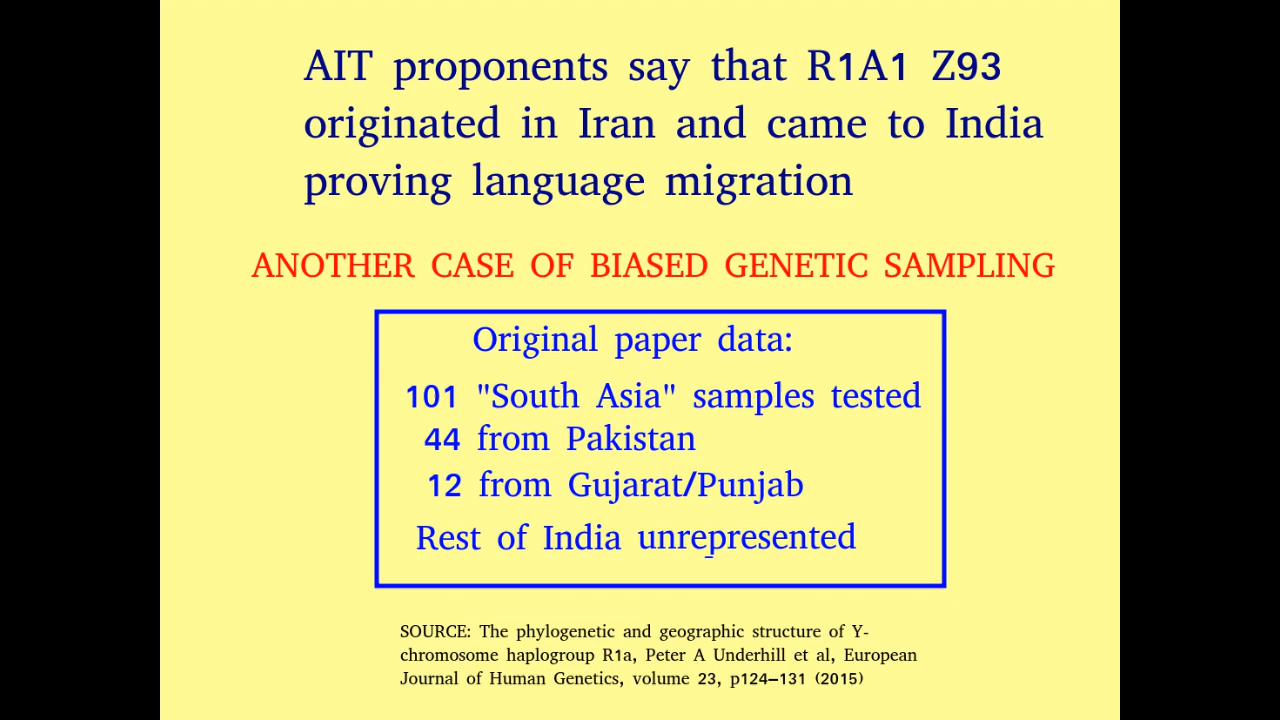 AIT proponents say that R1A1 Z93
originated in Iran and came to India
proving language migration
ANOTHER CASE OF BIASED GENETIC SAMPLING
Original paper data:
101 "South Asia" samples tested
44 from Pakistan
12 from Gujarat/Punjab
Rest of India unrepresented
SOURCE: The phylogenetic and geographic structure of Y-
chromosome haplogroup R1a, Peter A Underhill et al, European
Journal of Human Genetics, volume 23, p124–131 (2015)